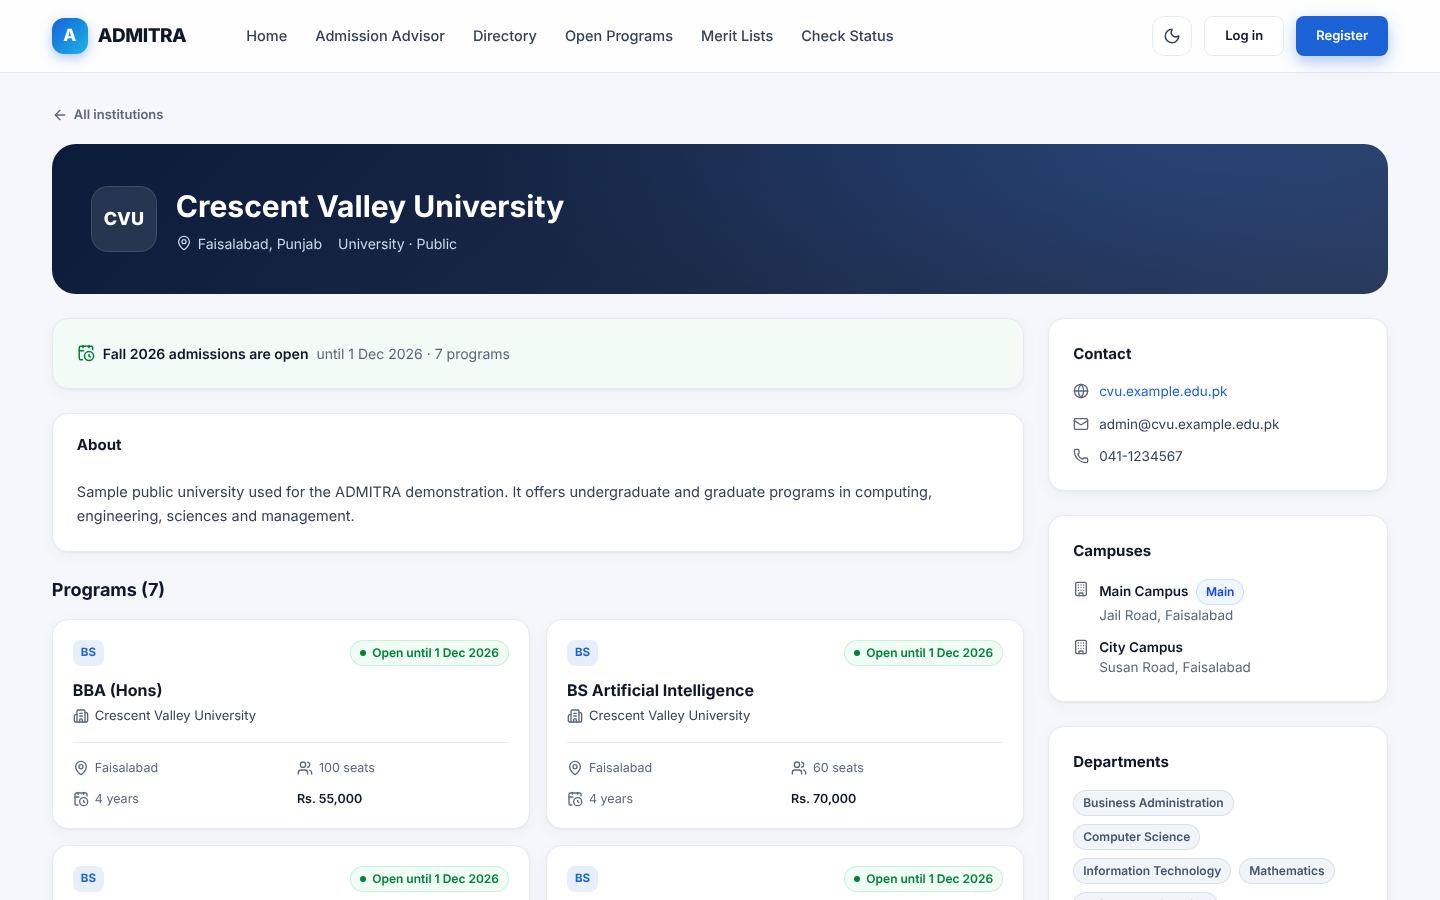 A ADMITRA Home Admission Advisor Directory Open Programs Merit Lists Check Status Log in Register
All institutions
CVU
Crescent Valley University
Faisalabad, Punjab University · Public
Fall 2026 admissions are open until 1 Dec 2026 · 7 programs
About
Sample public university used for the ADMITRA demonstration. It offers undergraduate and graduate programs in computing,
engineering, sciences and management.
Programs (7)
BS Open until 1 Dec 2026
BBA (Hons)
Crescent Valley University
Faisalabad 100 seats
4 years Rs. 55,000
BS Open until 1 Dec 2026
BS Artificial Intelligence
Crescent Valley University
Faisalabad 60 seats
4 years Rs. 70,000
BS Open until 1 Dec 2026
BS Open until 1 Dec 2026
Contact
cvu.example.edu.pk
admin@cvu.example.edu.pk
041-1234567
Campuses
Main Campus Main
Jail Road, Faisalabad
City Campus
Susan Road, Faisalabad
Departments
Business Administration
Computer Science
Information Technology Mathematics